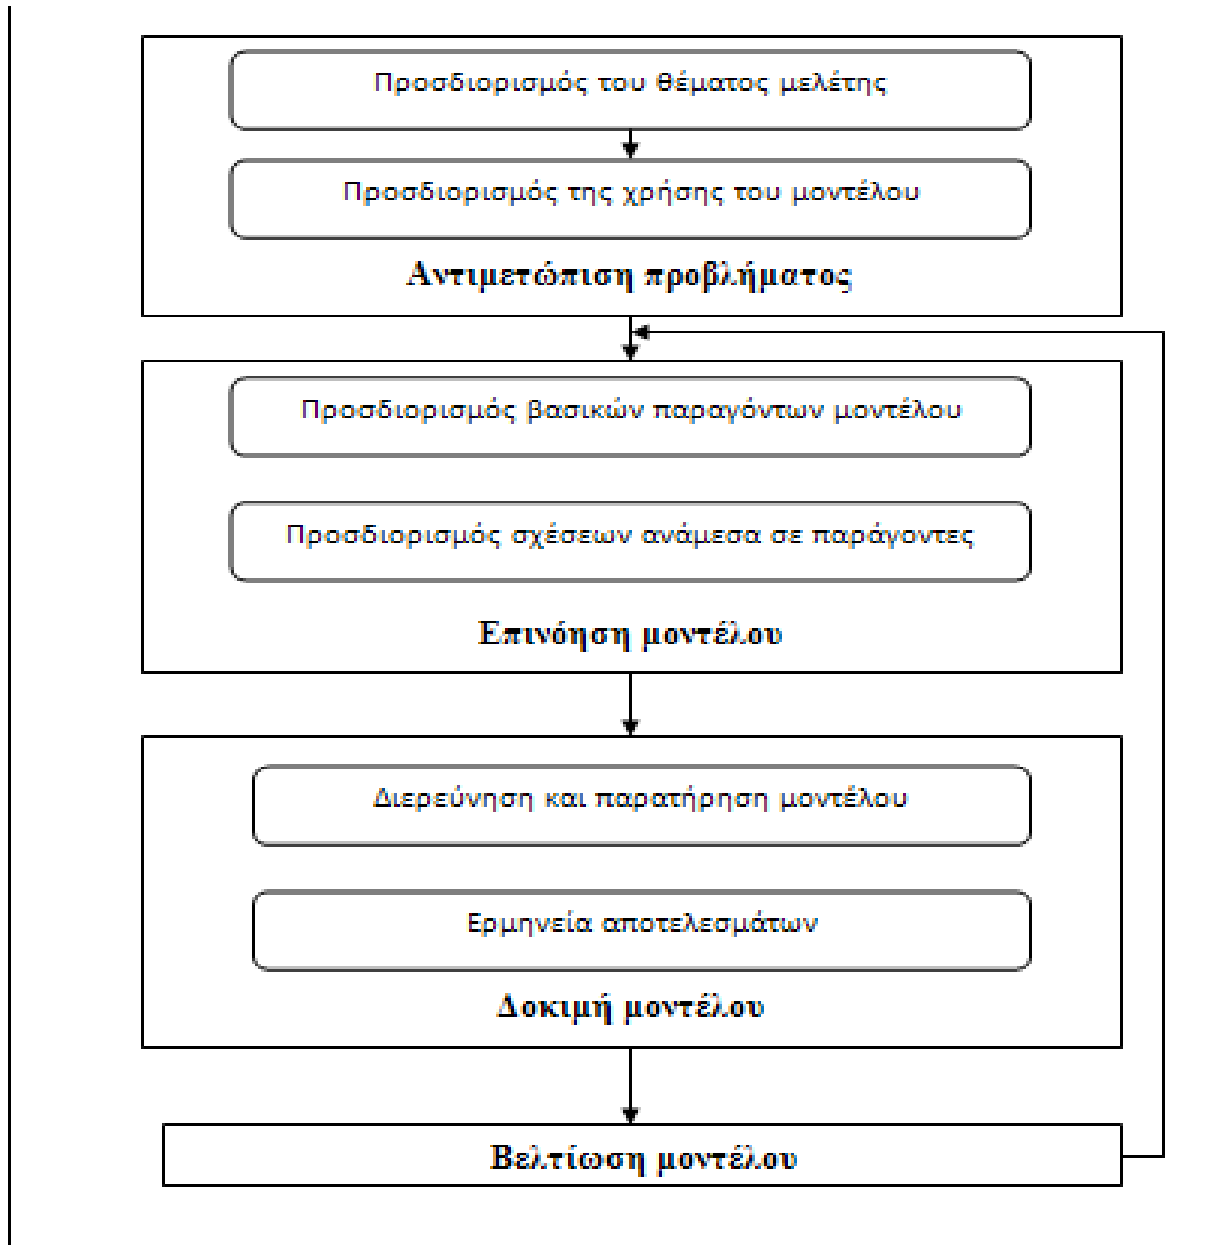 Προσδιορισμός του θέματος μελέτης
Προσδιορισμός της χρήσης του μοντέλου
Αντιμετώπιση προβλήματος
Προσδιορισμός βασικών παραγόντων μοντέλου
Προσδιορισμός σχέσεων ανάμεσα σε παράγοντες
Επινόηση μοντέλου
Διερεύνηση και παρατήρηση μοντέλου
Ερμηνεία αποτελεσμάτων
Δοκιμή μοντέλου
Βελτίωση μοντέλου